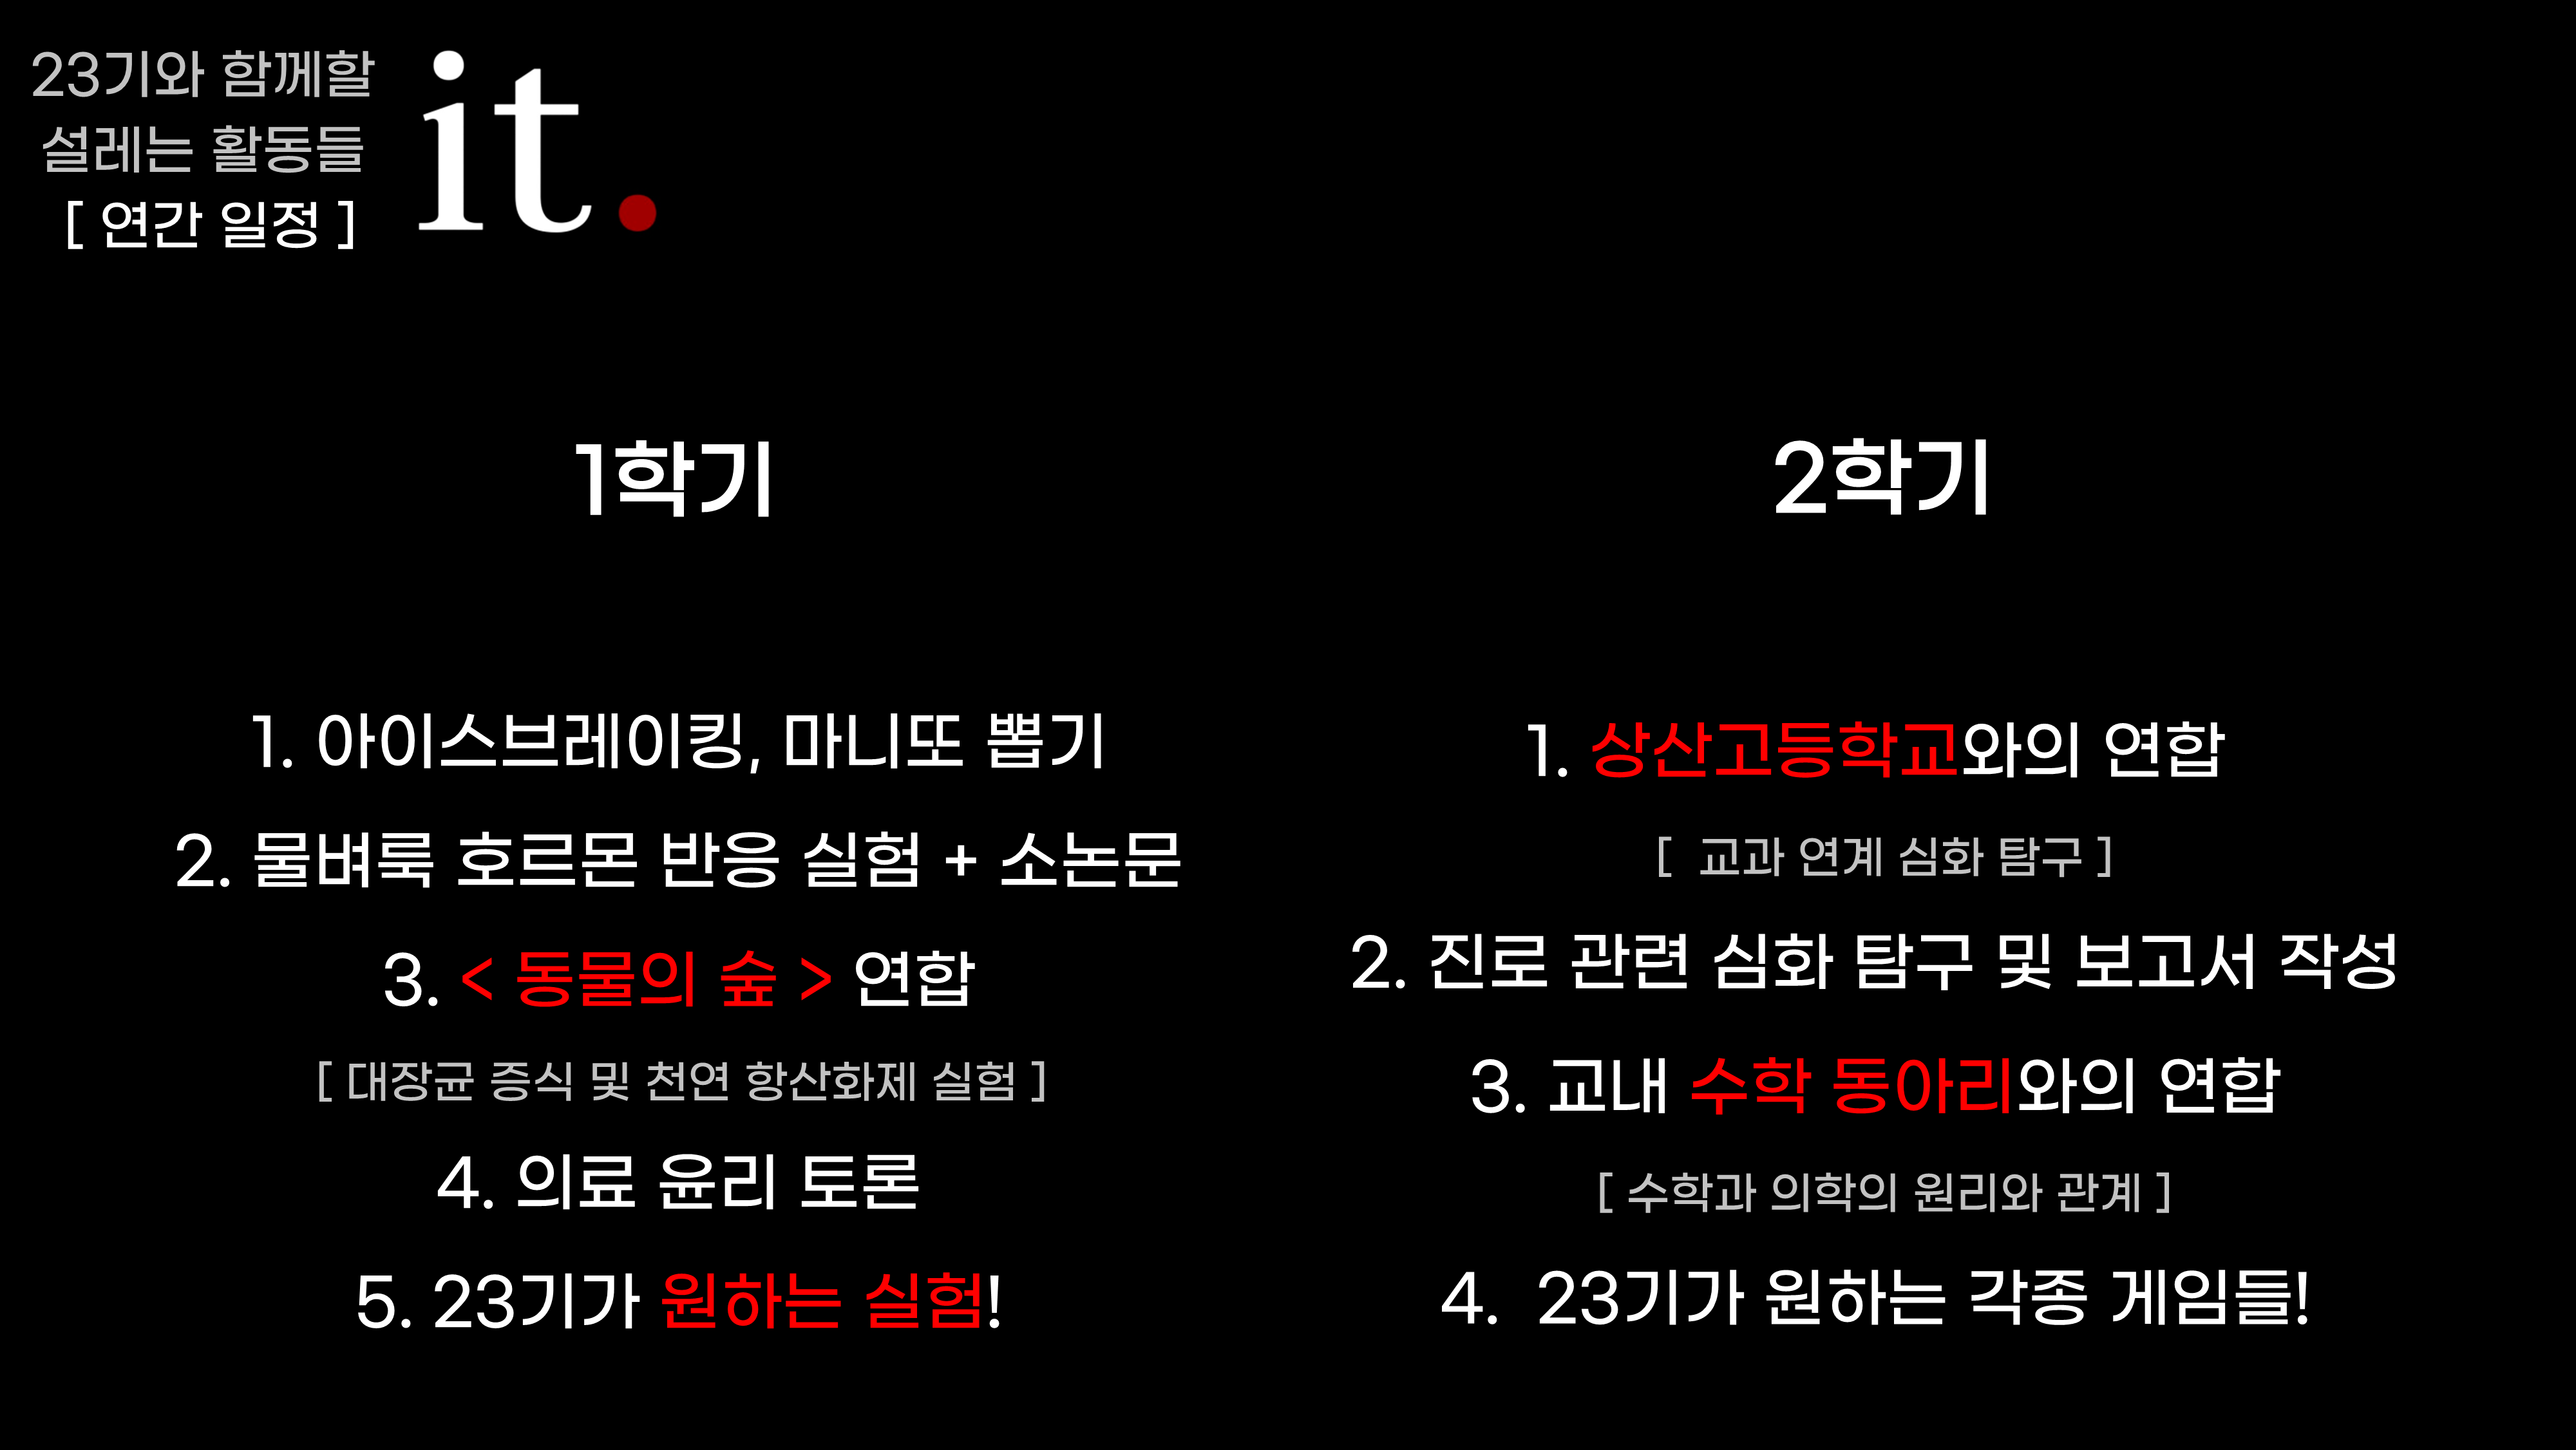 23기와 함께할
설레는 활동들
[ 연간 일정 ]
it.
1학기
1. 아이스브레이킹, 마니또 뽑기
2. 물벼룩 호르몬 반응 실험 + 소논문
3. < 동물의 숲 > 연합
[ 대장균 증식 및 천연 항산화제 실험 ]
4. 의료 윤리 토론
5. 23기가 원하는 실험!
2학기
1. 상산고등학교와의 연합
[ 교과 연계 심화 탐구 ]
2. 진로 관련 심화 탐구 및 보고서 작성
3. 교내 수학 동아리와의 연합
[ 수학과 의학의 원리와 관계 ]
4. 23기가 원하는 각종 게임들!